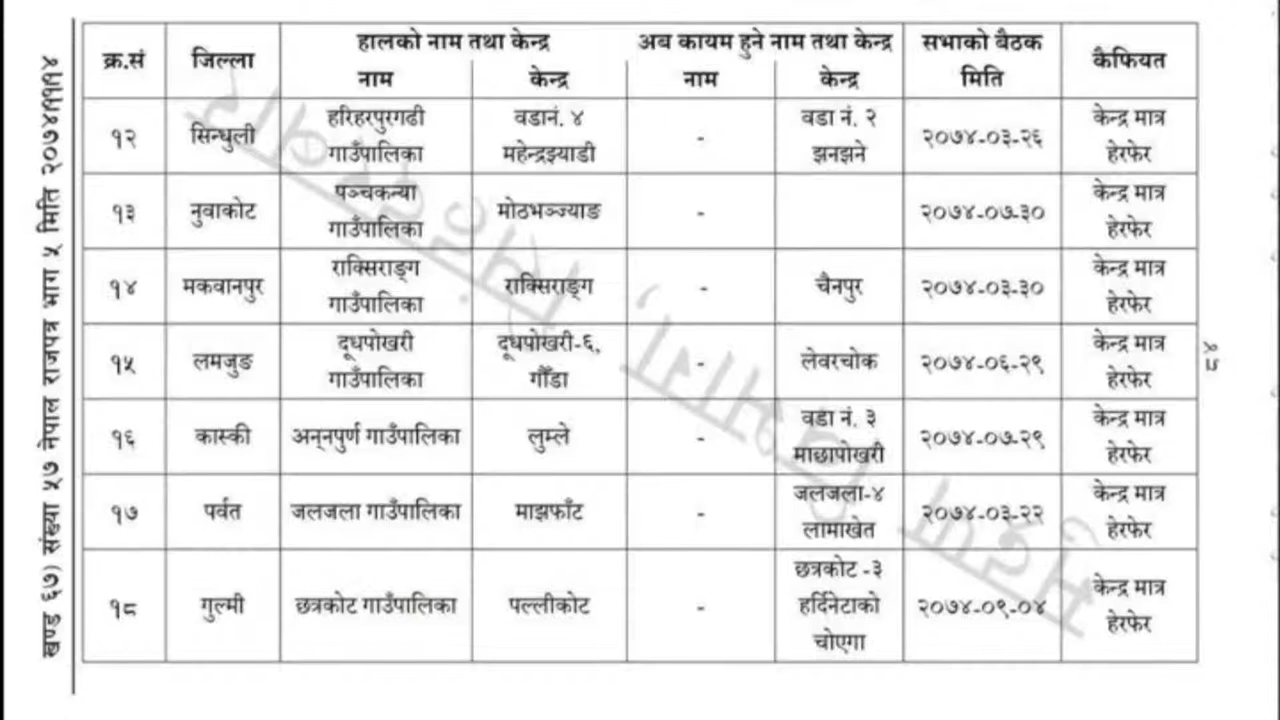 खण्ड ६७) संख्या ५७ नेपाल राजपत्र भाग ५ मिति २०७४।११।१४
क्र.सं जिल्ला हालको नाम तथा केन्द्र अब कायम हुने नाम तथा केन्द्र सभाको बैठक मिति कैफियत
नाम केन्द्र नाम केन्द्र
१२ सिन्धुली हरिहरपुरगढी गाउँपालिका वडानं. ४ महेन्द्रझ्याडी - वडा नं. २ झनझने २०७४-०३-२६ केन्द्र मात्र हेरफेर
१३ नुवाकोट पञ्चकन्या गाउँपालिका मोठभञ्ज्याङ - २०७४-०७-३० केन्द्र मात्र हेरफेर
१४ मकवानपुर राक्सिराङ्ग गाउँपालिका राक्सिराङ्ग - चैनपुर २०७४-०३-३० केन्द्र मात्र हेरफेर
१५ लमजुङ दूधपोखरी गाउँपालिका दूधपोखरी-६, गौँडा - लेवरचोक २०७४-०६-२९ केन्द्र मात्र हेरफेर
१६ कास्की अन्नपुर्ण गाउँपालिका लुम्ले - वडा नं. ३ माछापोखरी २०७४-०७-२९ केन्द्र मात्र हेरफेर
१७ पर्वत जलजला गाउँपालिका माझफाँट - जलजला-४ लामाखेत २०७४-०३-२२ केन्द्र मात्र हेरफेर
१८ गुल्मी छत्रकोट गाउँपालिका पल्लीकोट - छत्रकोट -३ हर्दिनेटाको चोएगा २०७४-०९-०४ केन्द्र मात्र हेरफेर